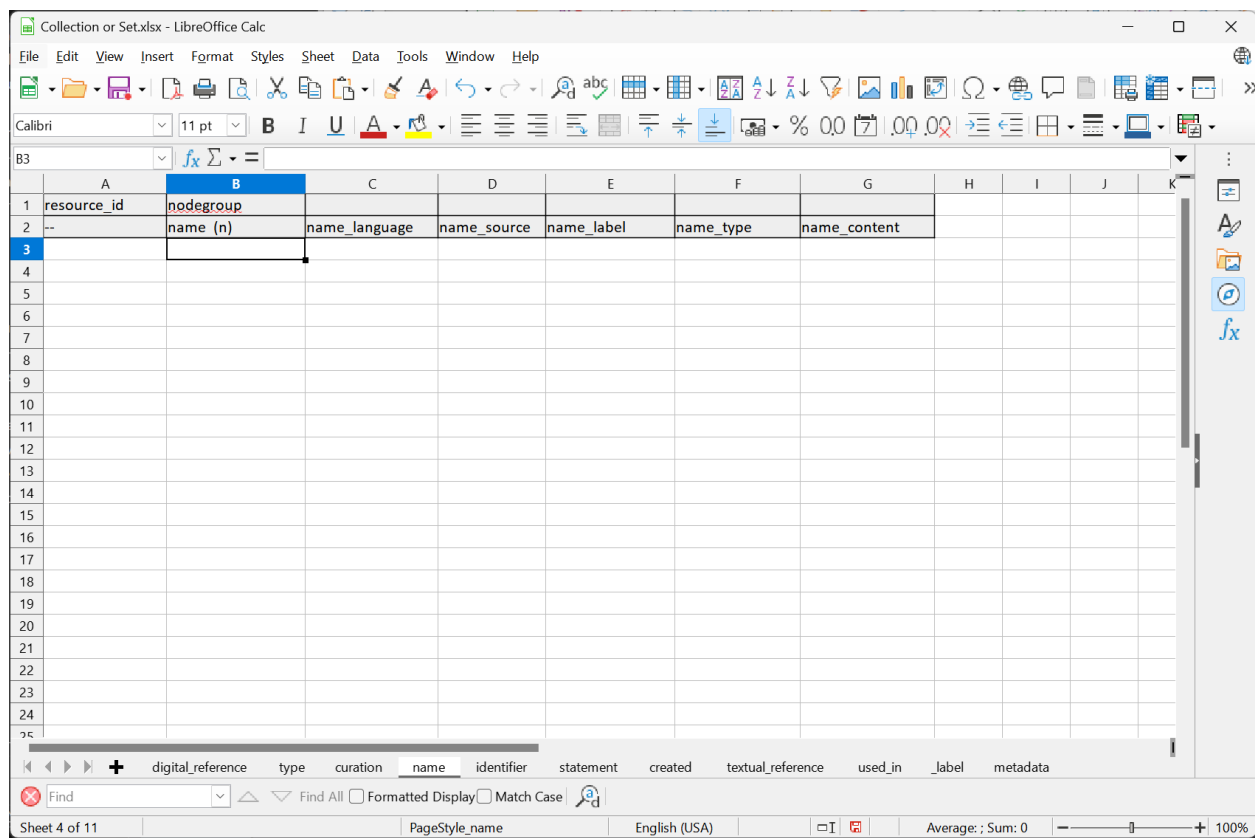 Collection or Set.xlsx - LibreOffice Calc
File Edit View Insert Format Styles Sheet Data Tools Window Help
Calibri 11 pt B I U A
B3 fx Σ =
A B C D E F G H I J K
1 resource_id nodegroup
2 -- name (n) name_language name_source name_label name_type name_content
3
4
5
6
7
8
9
10
11
12
13
14
15
16
17
18
19
20
21
22
23
24
25
digital_reference type curation name identifier statement created textual_reference used_in _label metadata
Find Find All Formatted Display Match Case
Sheet 4 of 11 PageStyle_name English (USA) Average: ; Sum: 0 100%